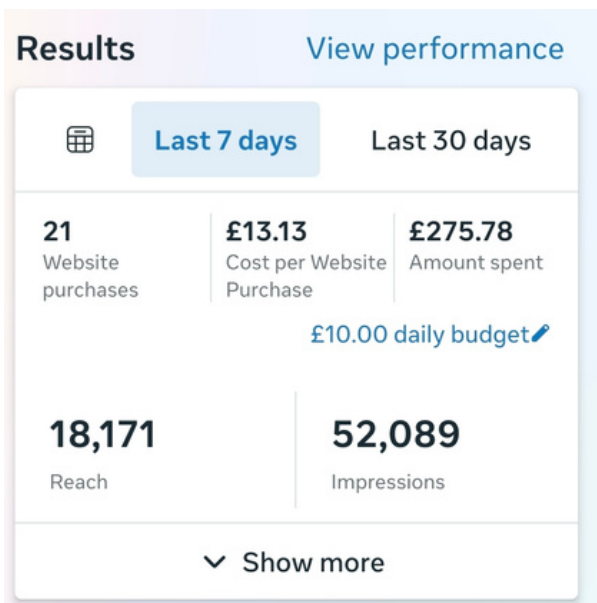 Results View performance
Last 7 days Last 30 days
21 £13.13 £275.78
Website Cost per Website Amount spent
purchases Purchase
£10.00 daily budget
18,171 52,089
Reach Impressions
Show more